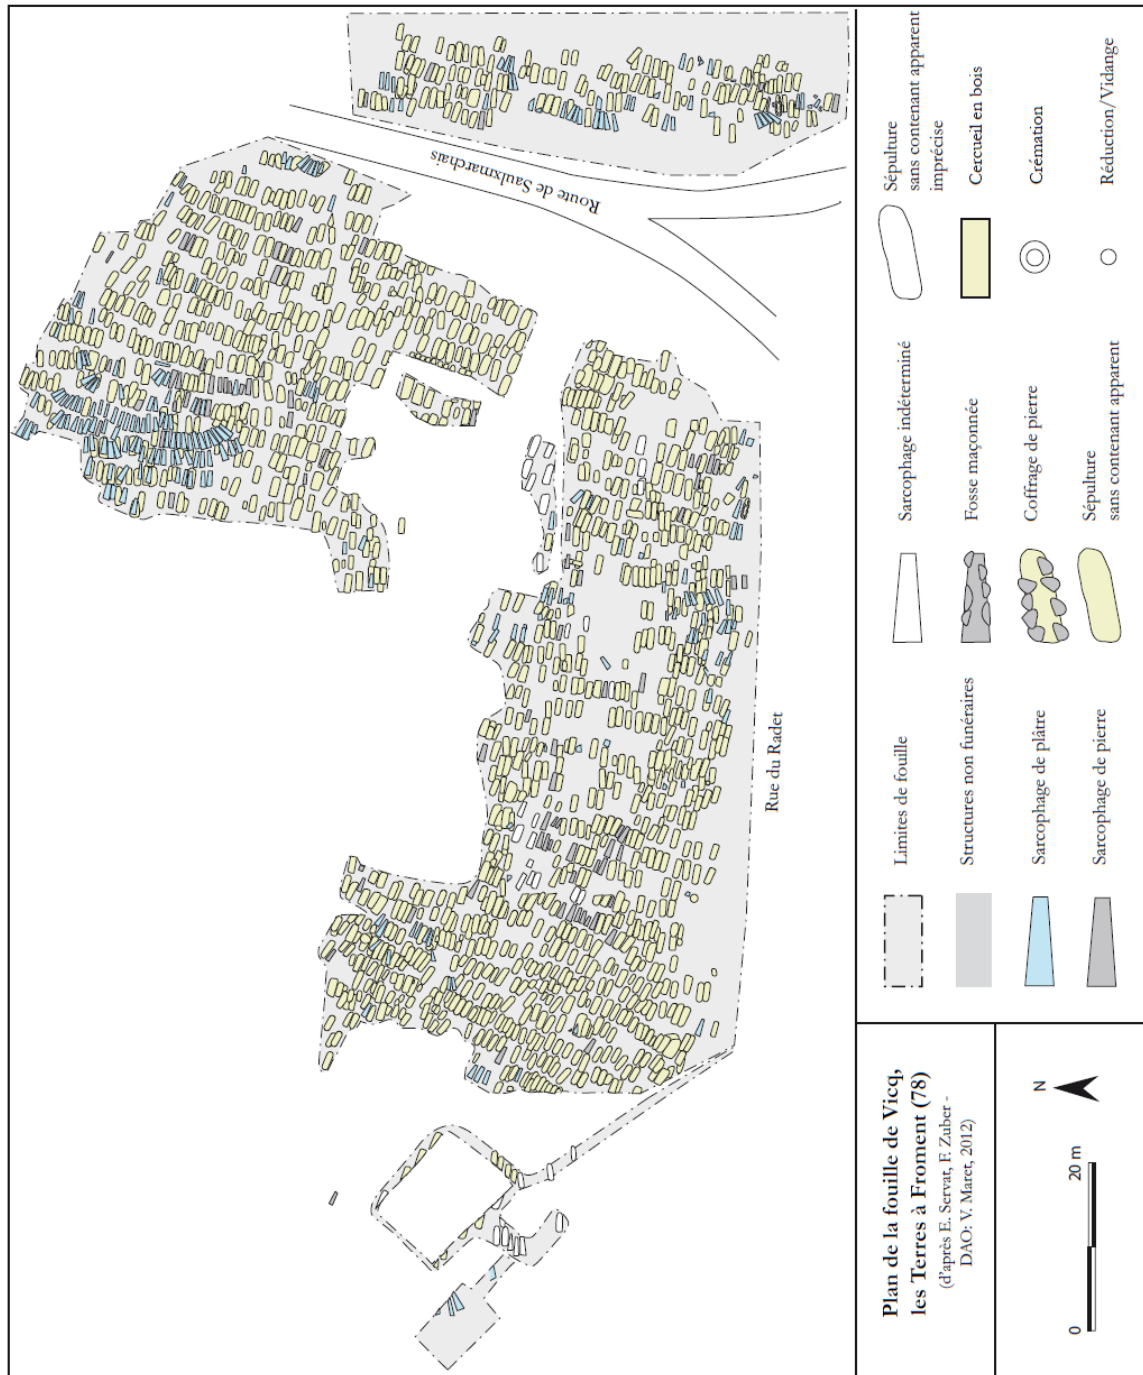 Route de Saulxmarchais
Rue du Radet
Plan de la fouille de Vicq,
les Terres à Froment (78)
(d'après E. Servat, F. Zuber -
DAO: V. Maret, 2012)
0
20 m
N
Limites de fouille
Structures non funéraires
Sarcophage de plâtre
Sarcophage de pierre
Sarcophage indéterminé
Fosse maçonnée
Coffrage de pierre
Sépulture
sans contenant apparent
Sépulture
sans contenant apparent
imprécise
Cercueil en bois
Crémation
Réduction/Vidange